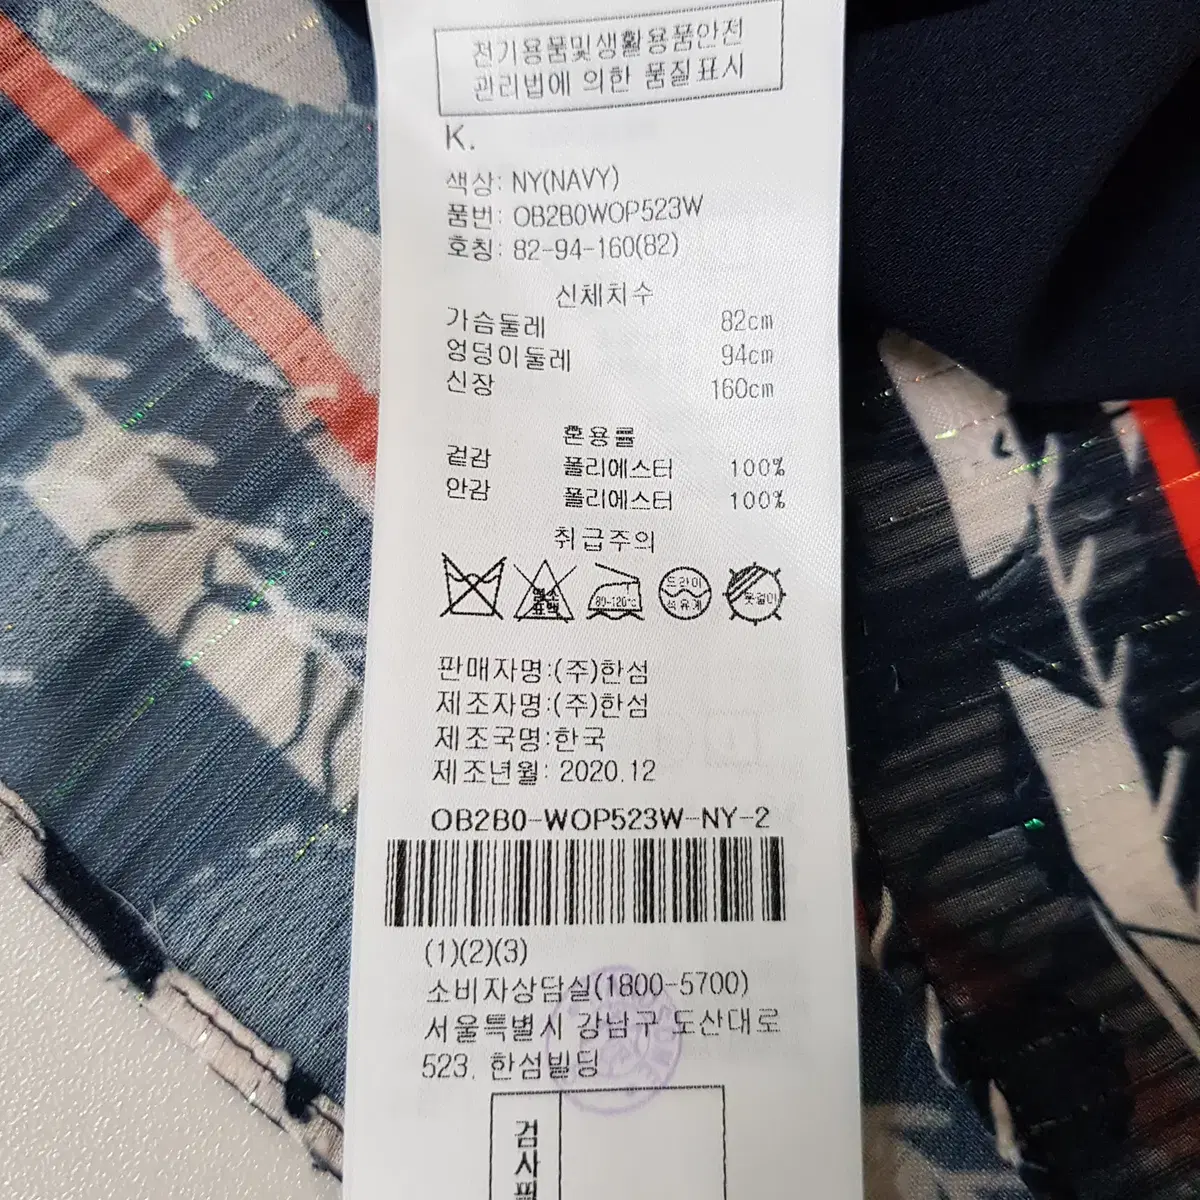 전기용품및생활용품안전
관리법에 의한 품질표시
K.
색상: NY(NAVY)
품번: OB2B0WOP523W
호칭: 82-94-160(82)
신체치수
가슴둘레 82cm
엉덩이둘레 94cm
신장 160cm
혼용률
겉감 폴리에스터 100%
안감 폴리에스터 100%
취급주의
염소 표백
80-120℃
드라이 석유계
옷걸이
판매자명:(주)한섬
제조자명:(주)한섬
제조국명:한국
제조년월: 2020.12
OB2B0-WOP523W-NY-2
(1)(2)(3)
소비자상담실(1800-5700)
서울특별시 강남구 도산대로
523, 한섬빌딩
검사필